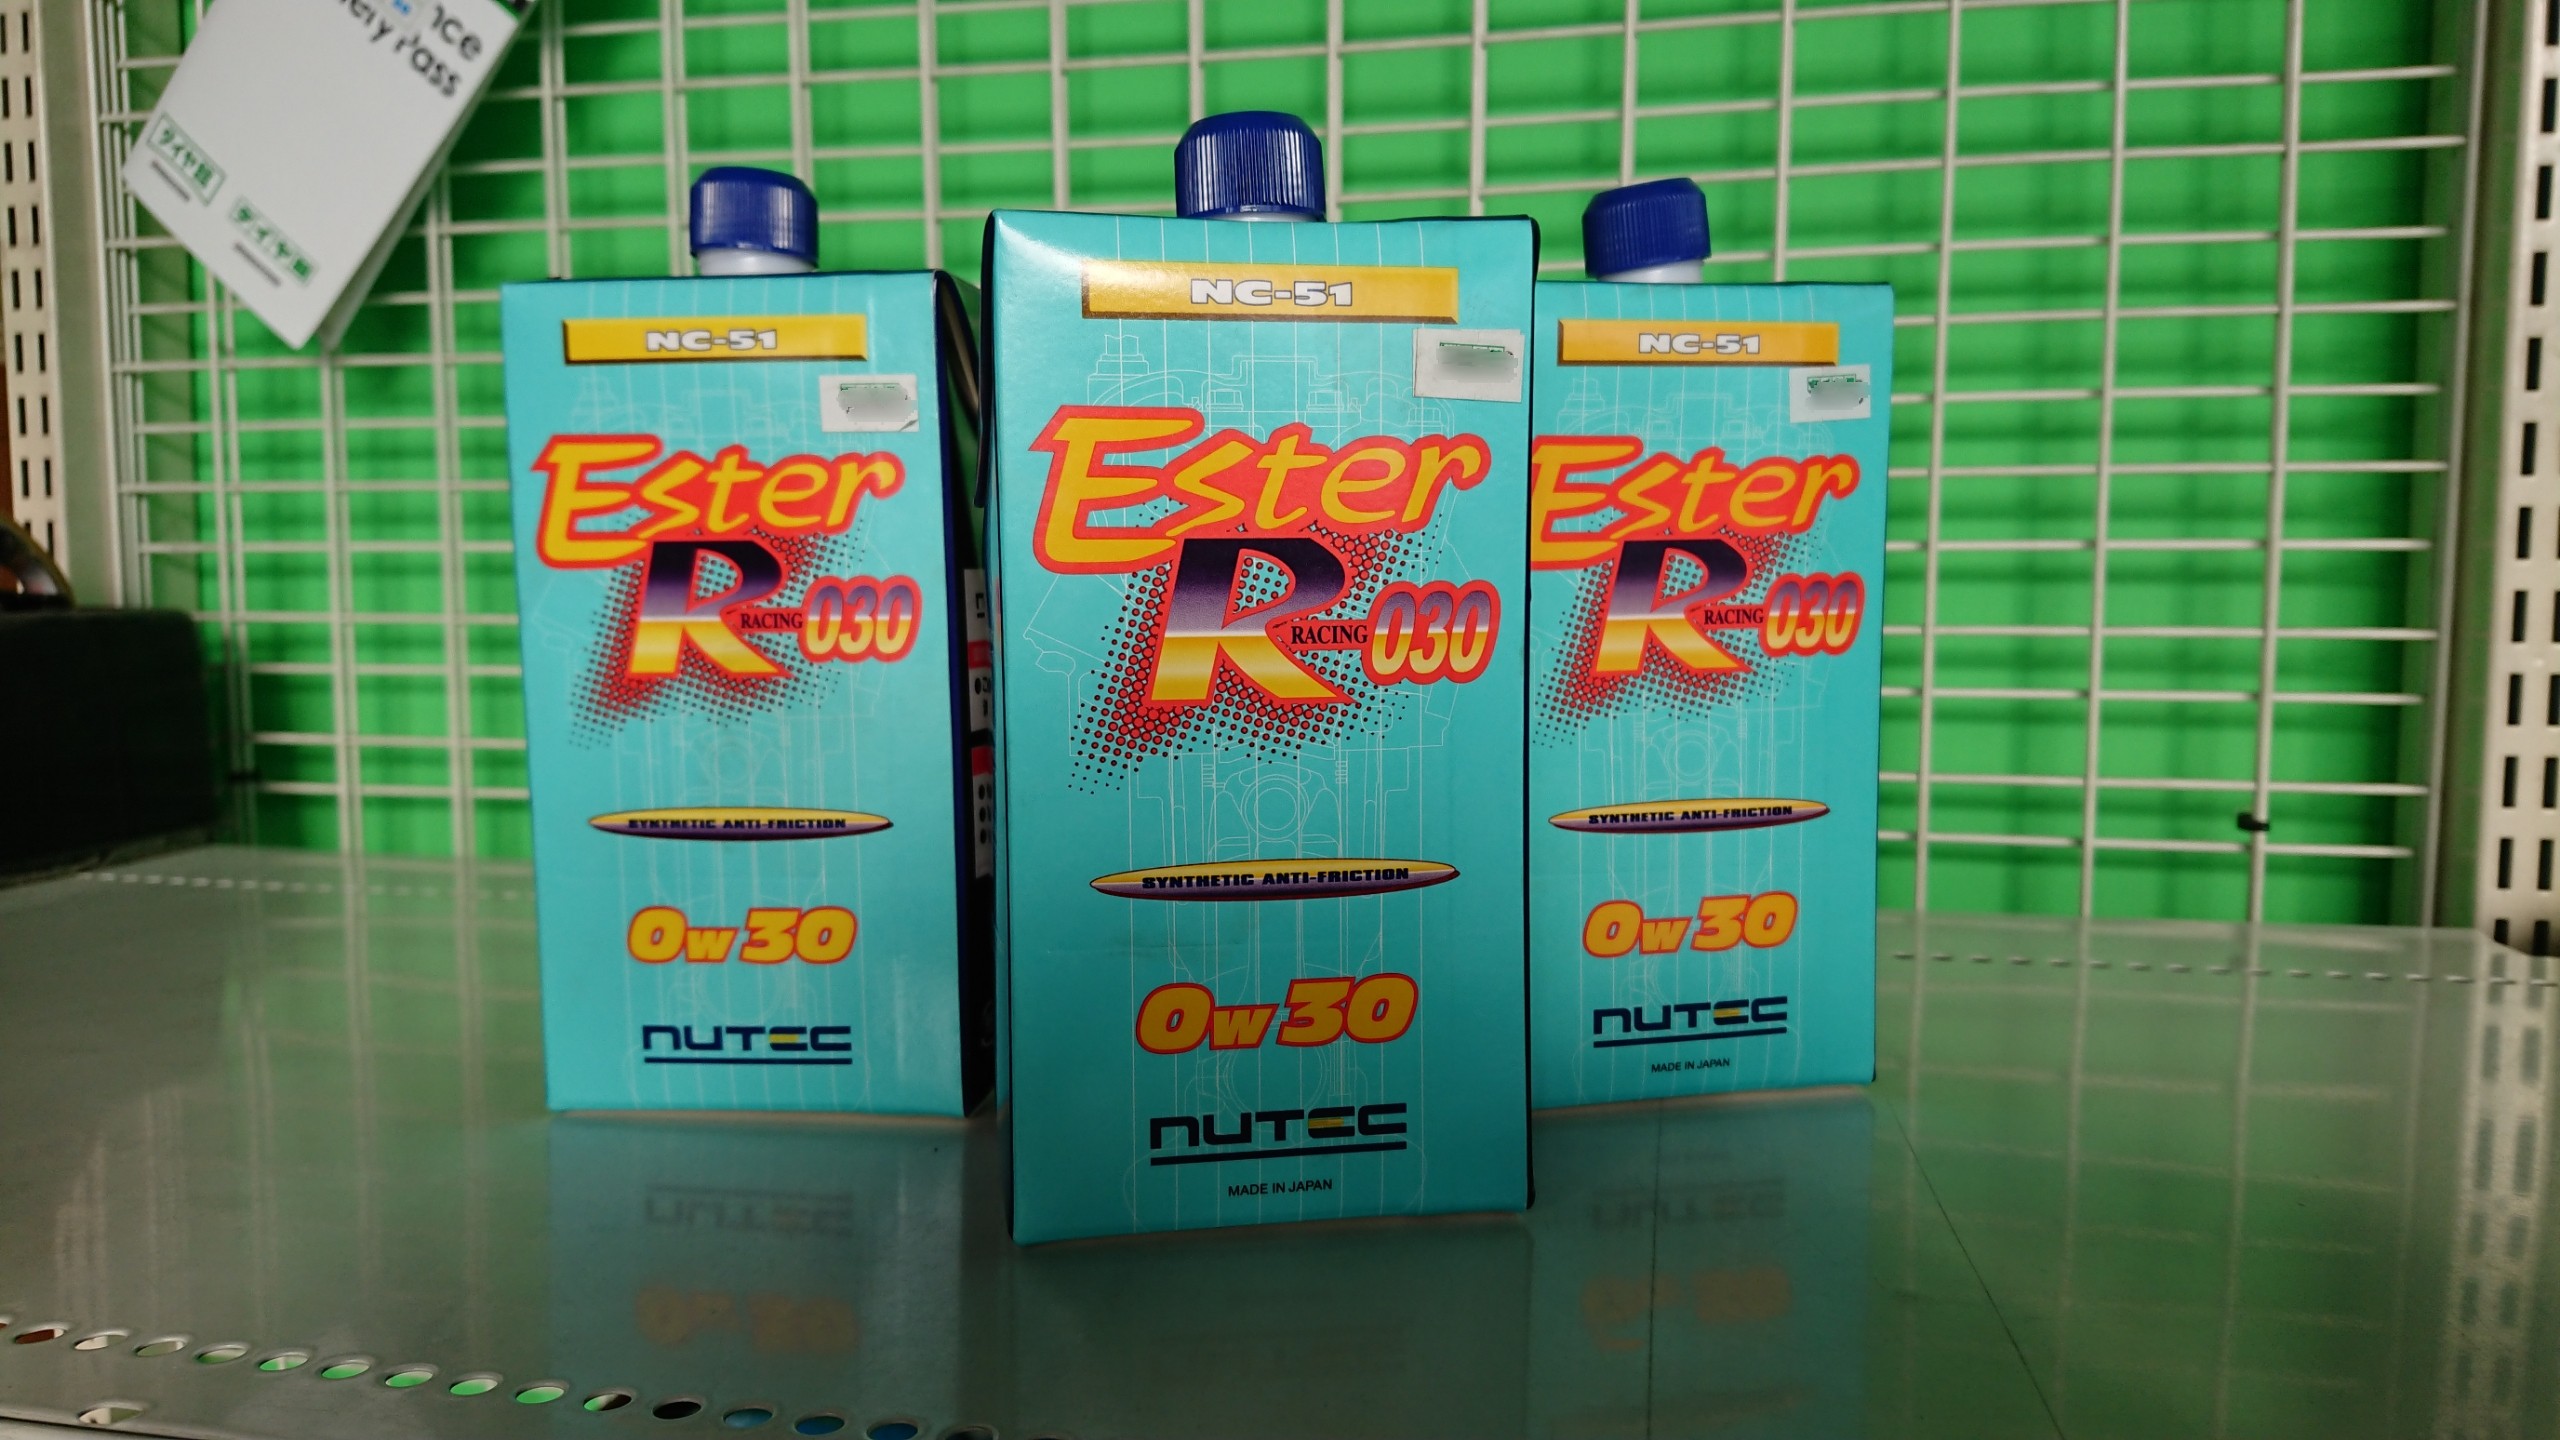 nce
Pass
タイヤ館
タイヤ館
NC-51
Ester
R
RACING 030
SYNTHETIC ANTI-FRICTION
0w30
NUTEC
NC-51
Ester
R
RACING 030
SYNTHETIC ANTI-FRICTION
0w30
NUTEC
MADE IN JAPAN
NC-51
Ester
R
RACING 030
SYNTHETIC ANTI-FRICTION
0w30
NUTEC
MADE IN JAPAN